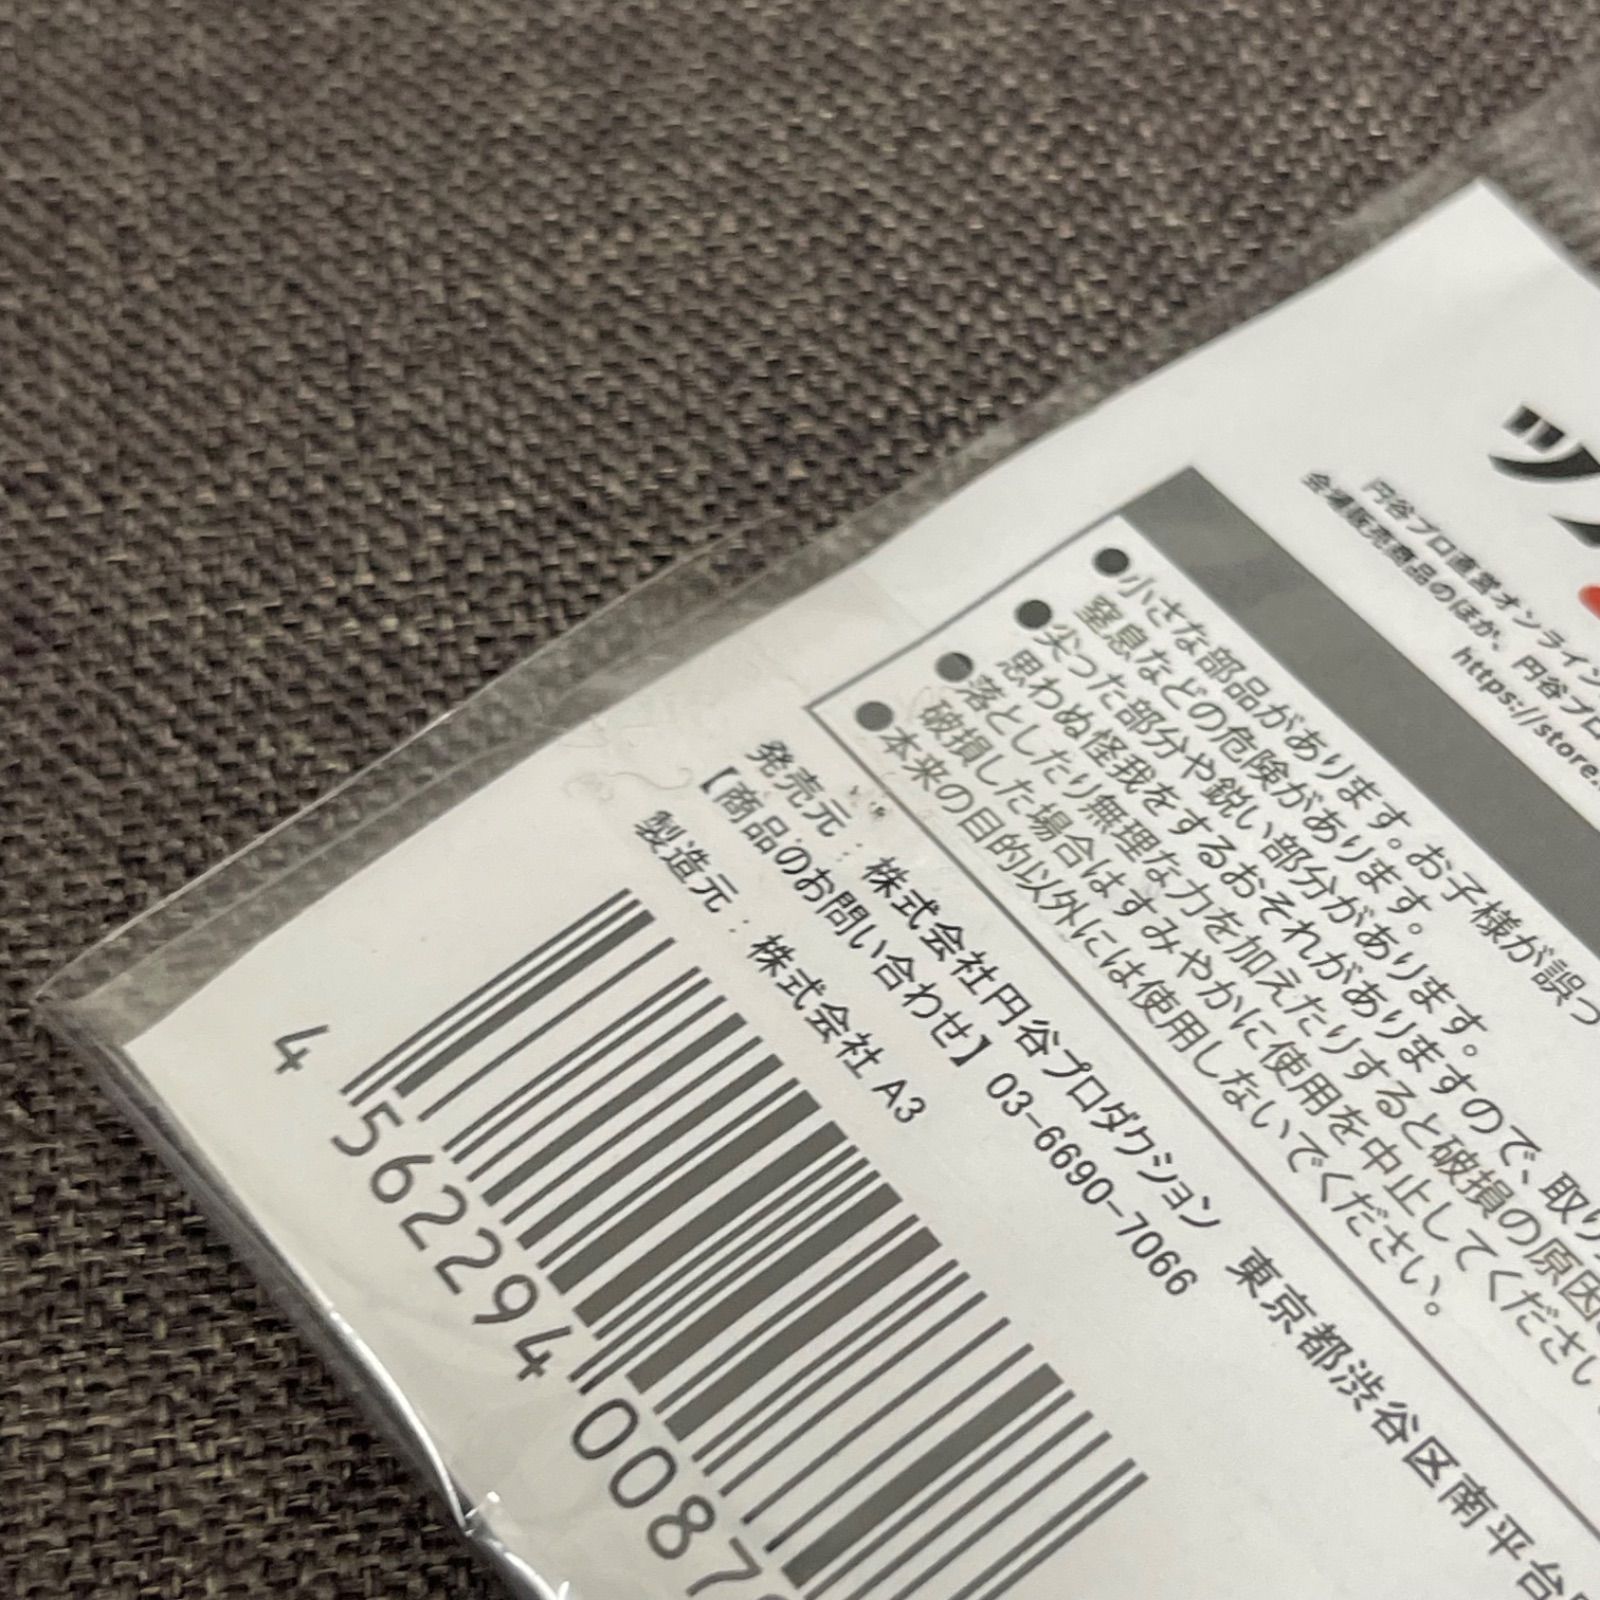 ツ
円谷プロ直営オンライン
会場販売商品のほか、円谷プロ
https://store.
●小さな部品があります。お子様が誤っ
窒息などの危険があります。
●尖った部分や鋭い部分があります。
思わぬ怪我をするおそれがありますので、取り
●落としたり無理な力を加えたりすると破損の原因
破損した場合はすみやかに使用を中止してください
●本来の目的以外には使用しないでください。
発売元：株式会社円谷プロダクション 東京都渋谷区南平台
【商品のお問い合わせ】03-6690-7066
製造元：株式会社 A3
4 562294 0087